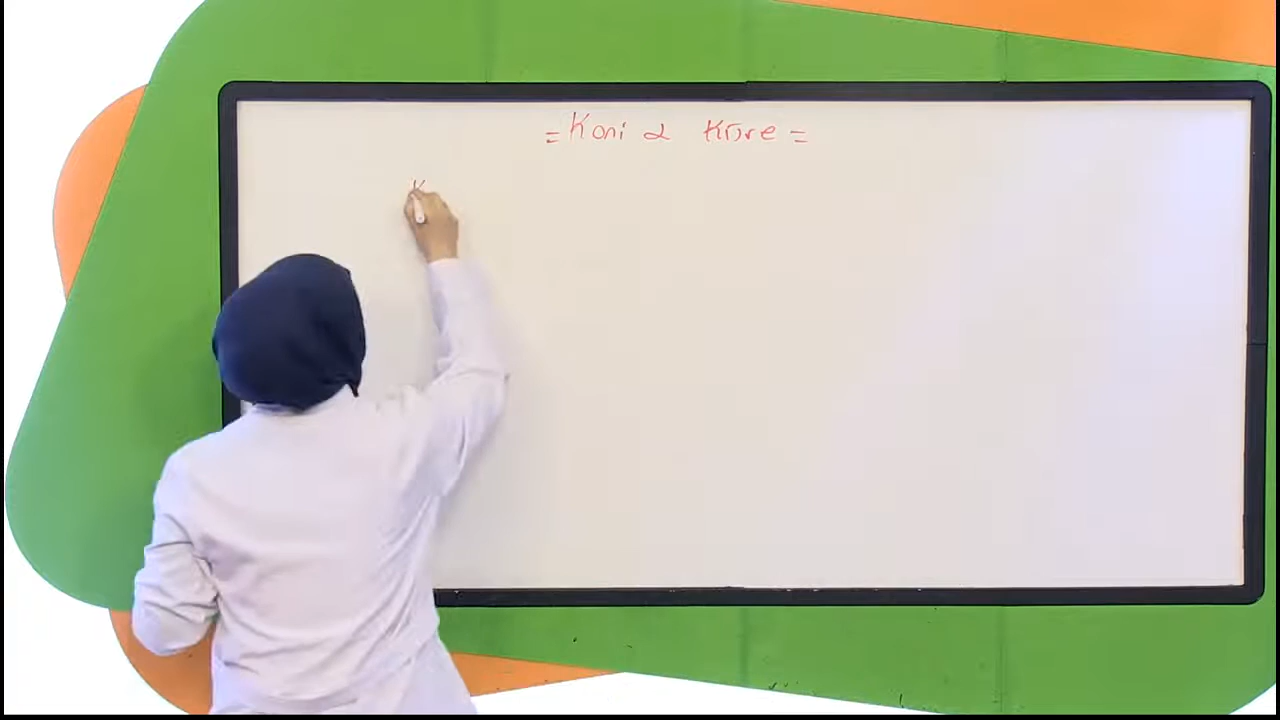 = Koni & Küre =
K